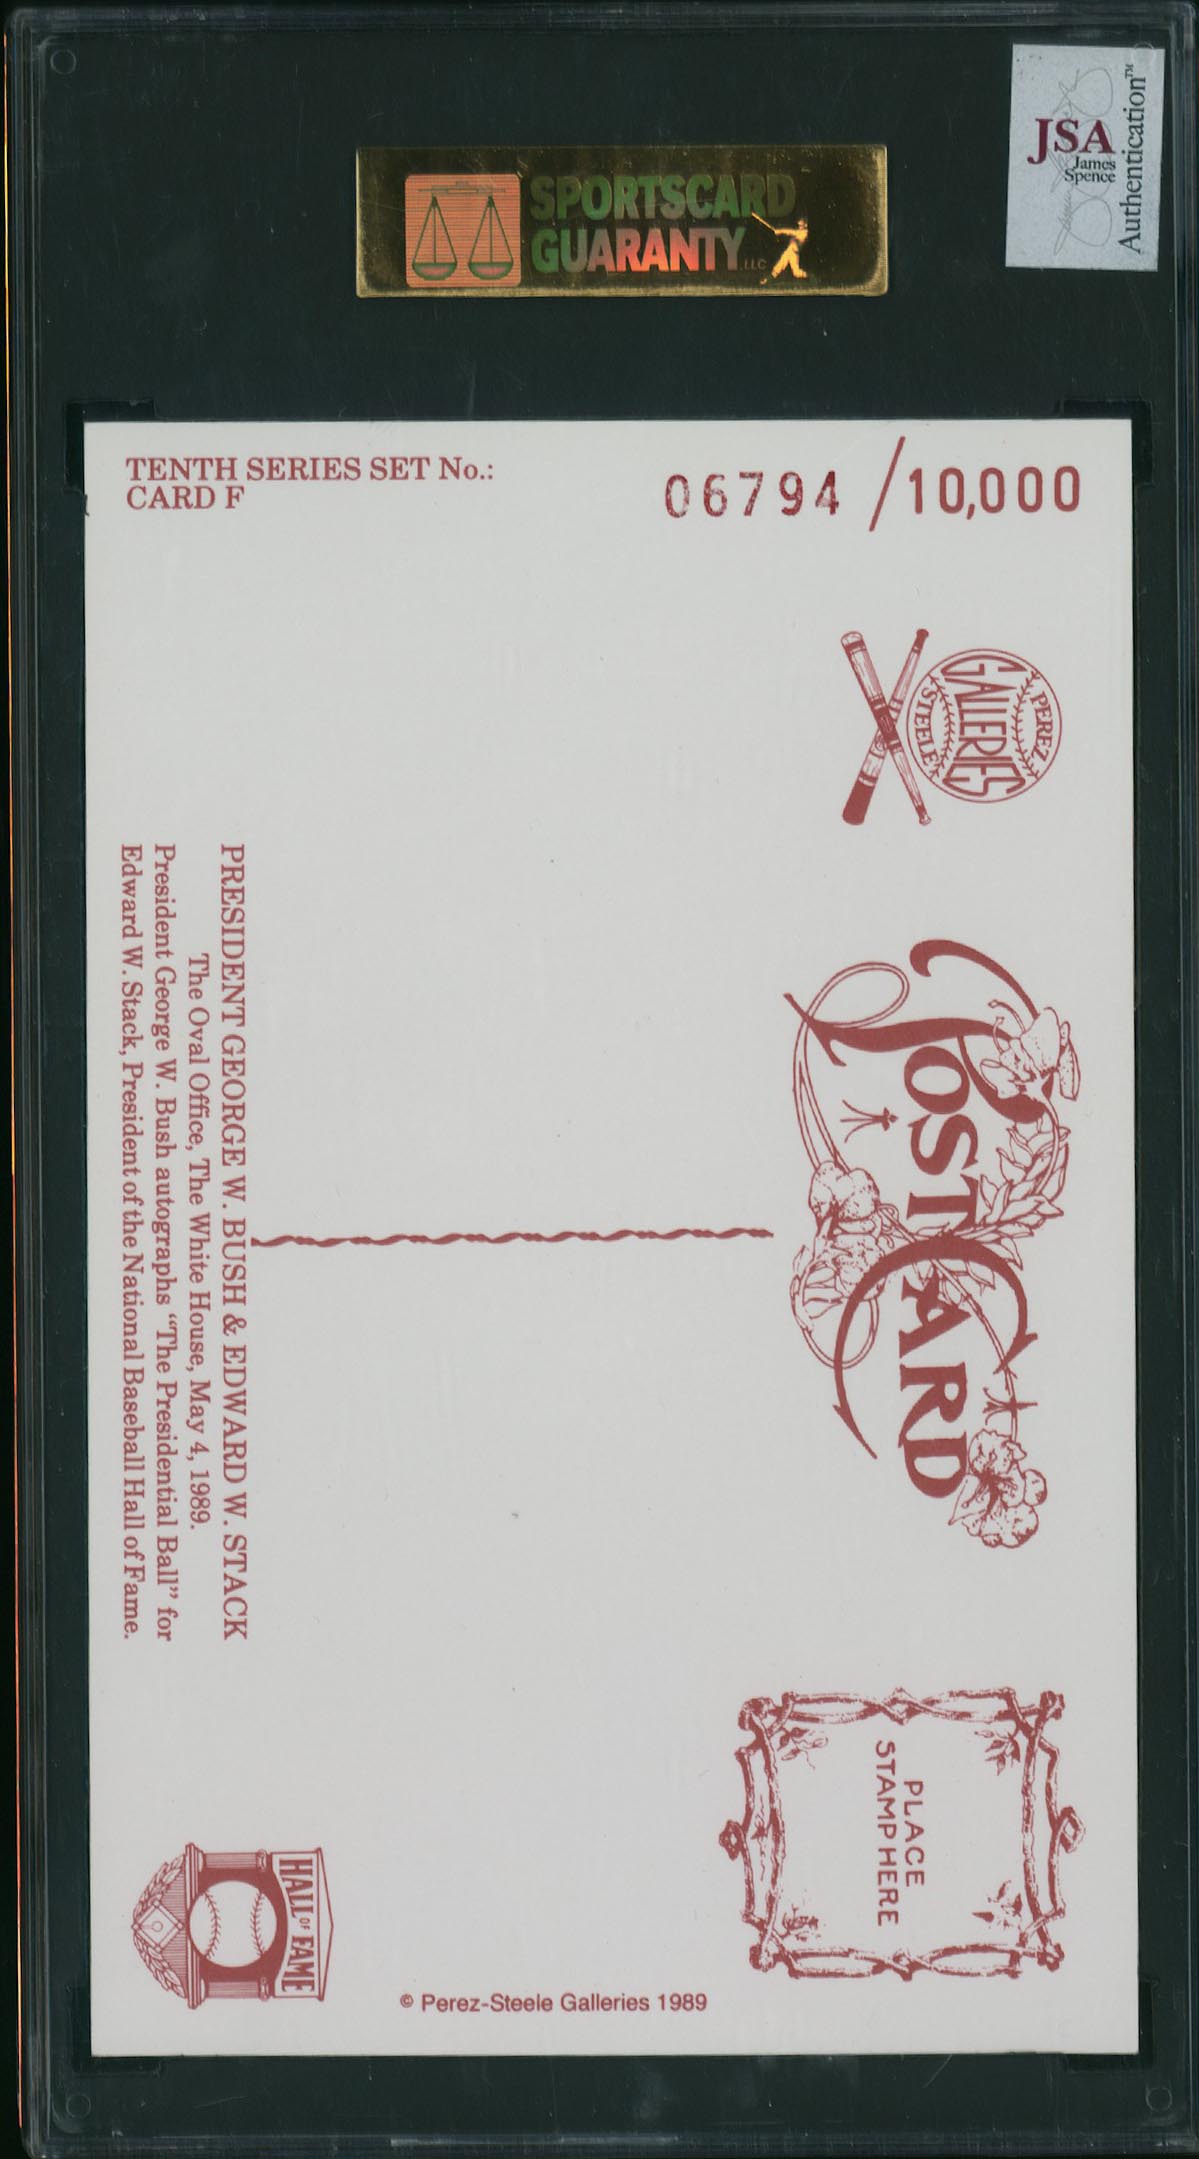 SPORTSCARD
GUARANTY LLC
JSA
James
Spence
Authentication™
TENTH SERIES SET No.:
CARD F
06794 /10,000
PEREZ
GALLERIES
STEELE
POST CARD
PRESIDENT GEORGE W. BUSH & EDWARD W. STACK
The Oval Office, The White House, May 4, 1989.
President George W. Bush autographs “The Presidential Ball” for
Edward W. Stack, President of the National Baseball Hall of Fame.
PLACE
STAMP HERE
HALL OF FAME
© Perez-Steele Galleries 1989